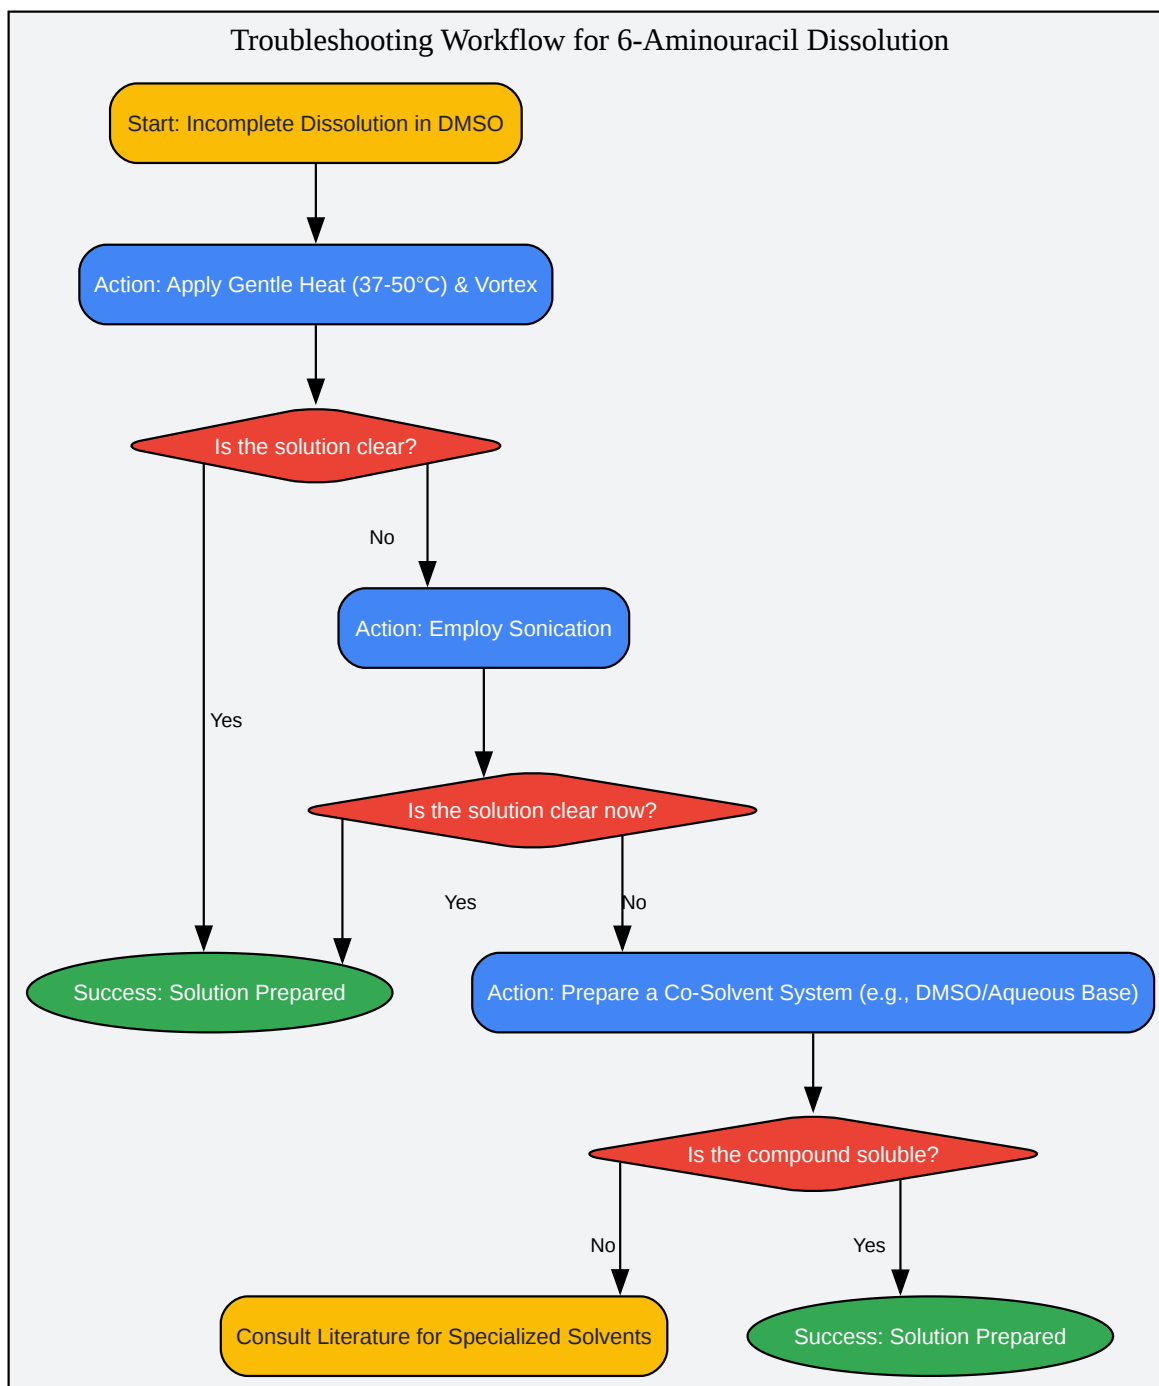 Troubleshooting Workflow for 6-Aminouracil Dissolution
Start: Incomplete Dissolution in DMSO
Action: Apply Gentle Heat (37-50°C) & Vortex
Is the solution clear?
No
Action: Employ Sonication
Yes
Is the solution clear now?
Yes
No
Success: Solution Prepared
Action: Prepare a Co-Solvent System (e.g., DMSO/Aqueous Base)
Is the compound soluble?
No
Yes
Consult Literature for Specialized Solvents
Success: Solution Prepared